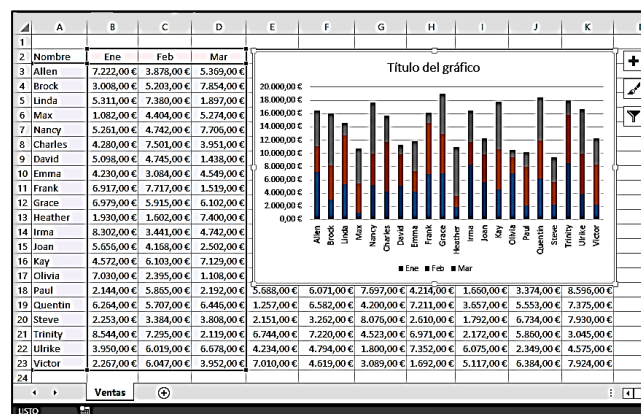 A B C D E F G H I J K
1
2 Nombre Ene Feb Mar
3 Allen 7.222,00 € 3.878,00 € 5.369,00 €
4 Brock 3.008,00 € 5.203,00 € 7.854,00 €
5 Linda 5.311,00 € 7.380,00 € 1.897,00 €
6 Max 1.082,00 € 4.404,00 € 5.274,00 €
7 Nancy 5.261,00 € 4.742,00 € 7.706,00 €
8 Charles 4.280,00 € 7.501,00 € 3.951,00 €
9 David 5.098,00 € 4.745,00 € 1.438,00 €
10 Emma 4.230,00 € 3.084,00 € 4.549,00 €
11 Frank 6.917,00 € 7.717,00 € 1.519,00 €
12 Grace 6.979,00 € 5.915,00 € 6.102,00 €
13 Heather 1.930,00 € 1.602,00 € 7.400,00 €
14 Irma 8.302,00 € 3.441,00 € 4.742,00 €
15 Joan 5.656,00 € 4.168,00 € 2.502,00 €
16 Kay 4.572,00 € 6.103,00 € 7.129,00 €
17 Olivia 7.030,00 € 2.395,00 € 1.108,00 €
18 Paul 2.144,00 € 5.865,00 € 2.192,00 € 5.688,00 € 6.071,00 € 7.697,00 € 4.214,00 € 1.660,00 € 3.374,00 € 8.596,00 €
19 Quentin 6.264,00 € 5.707,00 € 6.446,00 € 1.257,00 € 6.582,00 € 4.200,00 € 7.211,00 € 3.657,00 € 5.553,00 € 7.375,00 €
20 Steve 2.253,00 € 3.384,00 € 3.808,00 € 2.151,00 € 3.262,00 € 8.076,00 € 2.610,00 € 1.792,00 € 6.734,00 € 7.930,00 €
21 Trinity 8.544,00 € 7.295,00 € 2.119,00 € 6.744,00 € 7.220,00 € 4.523,00 € 6.971,00 € 2.172,00 € 5.860,00 € 3.045,00 €
22 Ulrike 3.950,00 € 6.019,00 € 6.678,00 € 4.234,00 € 4.794,00 € 1.800,00 € 7.352,00 € 6.075,00 € 2.349,00 € 4.575,00 €
23 Victor 2.267,00 € 6.047,00 € 3.952,00 € 7.010,00 € 4.619,00 € 3.089,00 € 1.692,00 € 5.117,00 € 6.384,00 € 7.924,00 €
24
Título del gráfico
20.000,00 €
18.000,00 €
16.000,00 €
14.000,00 €
12.000,00 €
10.000,00 €
8.000,00 €
6.000,00 €
4.000,00 €
2.000,00 €
0,00 €
Allen Brock Linda Max Nancy Charles David Emma Frank Grace Heather Irma Joan Kay Olivia Paul Quentin Steve Trinity Ulrike Victor
Ene Feb Mar
Ventas
LISTO